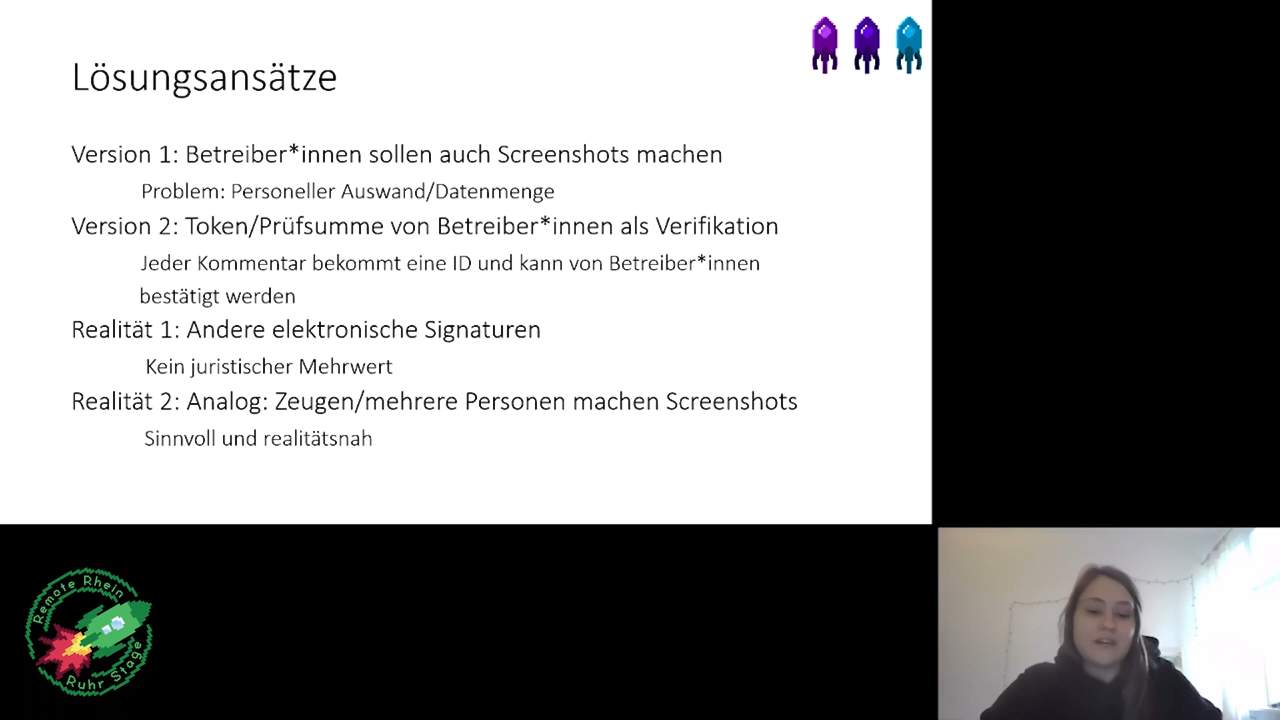 Lösungsansätze
Version 1: Betreiber*innen sollen auch Screenshots machen
Problem: Personeller Auswand/Datenmenge
Version 2: Token/Prüfsumme von Betreiber*innen als Verifikation
Jeder Kommentar bekommt eine ID und kann von Betreiber*innen
bestätigt werden
Realität 1: Andere elektronische Signaturen
Kein juristischer Mehrwert
Realität 2: Analog: Zeugen/mehrere Personen machen Screenshots
Sinnvoll und realitätsnah
Remote Rhein
Ruhr Stage